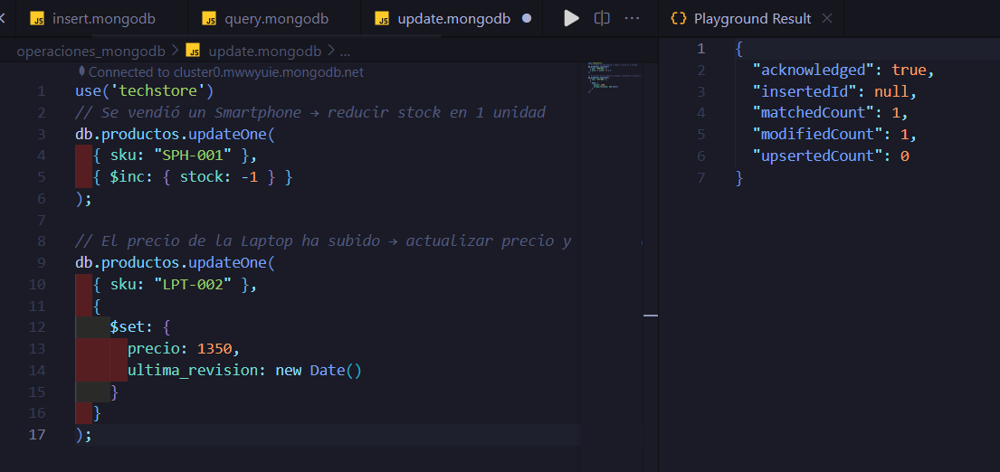 insert.mongodb
query.mongodb
update.mongodb
Playground Result
operaciones_mongodb > JS update.mongodb > ...
Connected to cluster0.mwwyuie.mongodb.net
1 use('techstore')
2 // Se vendió un Smartphone → reducir stock en 1 unidad
3 db.productos.updateOne(
4 { sku: "SPH-001" },
5 { $inc: { stock: -1 } }
6 );
7
8 // El precio de la Laptop ha subido → actualizar precio y
9 db.productos.updateOne(
10 { sku: "LPT-002" },
11 {
12 $set: {
13 precio: 1350,
14 ultima_revision: new Date()
15 }
16 }
17 );
1 {
2 "acknowledged": true,
3 "insertedId": null,
4 "matchedCount": 1,
5 "modifiedCount": 1,
6 "upsertedCount": 0
7 }